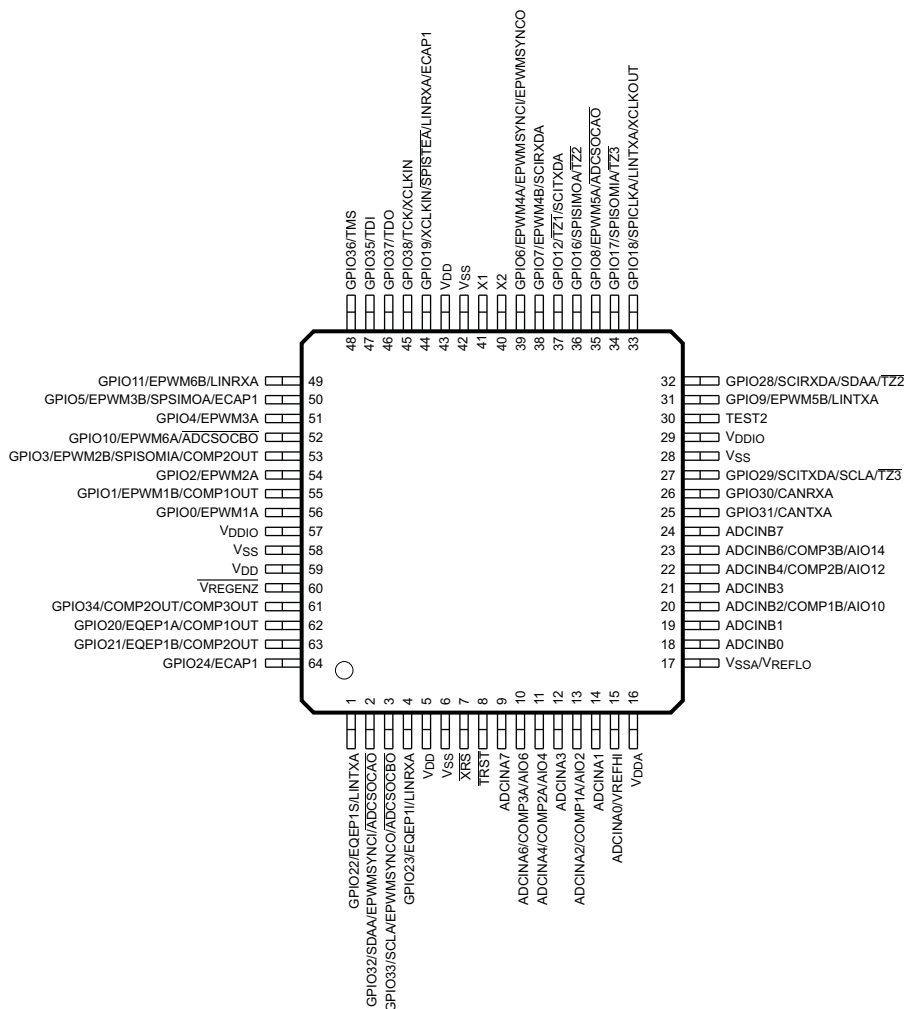 GPIO36/TMS
GPIO35/TDI
GPIO37/TDO
GPIO38/TCK/XCLKIN
GPIO19/XCLKIN/SPISTEA/LINRXA/ECAP1
VDD
VSS
X1
X2
GPIO6/EPWM4A/EPWMSYNCI/EPWMSYNCO
GPIO7/EPWM4B/SCIRXDA
GPIO12/TZ1/SCITXDA
GPIO16/SPISIMOA/TZ2
GPIO8/EPWM5A/ADCSOCAO
GPIO17/SPISOMIA/TZ3
GPIO18/SPICLKA/LINTXA/XCLKOUT
48 47 46 45 44 43 42 41 40 39 38 37 36 35 34 33
GPIO11/EPWM6B/LINRXA 49
GPIO5/EPWM3B/SPSIMOA/ECAP1 50
GPIO4/EPWM3A 51
GPIO10/EPWM6A/ADCSOCBO 52
GPIO3/EPWM2B/SPISOMIA/COMP2OUT 53
GPIO2/EPWM2A 54
GPIO1/EPWM1B/COMP1OUT 55
GPIO0/EPWM1A 56
VDDIO 57
VSS 58
VDD 59
VREGENZ 60
GPIO34/COMP2OUT/COMP3OUT 61
GPIO20/EQEP1A/COMP1OUT 62
GPIO21/EQEP1B/COMP2OUT 63
GPIO24/ECAP1 64
32 GPIO28/SCIRXDA/SDAA/TZ2
31 GPIO9/EPWM5B/LINTXA
30 TEST2
29 VDDIO
28 VSS
27 GPIO29/SCITXDA/SCLA/TZ3
26 GPIO30/CANRXA
25 GPIO31/CANTXA
24 ADCINB7
23 ADCINB6/COMP3B/AIO14
22 ADCINB4/COMP2B/AIO12
21 ADCINB3
20 ADCINB2/COMP1B/AIO10
19 ADCINB1
18 ADCINB0
17 VSSA/VREFLO
1 2 3 4 5 6 7 8 9 10 11 12 13 14 15 16
GPIO22/EQEP1S/LINTXA
GPIO32/SDAA/EPWMSYNCI/ADCSOCAO
GPIO33/SCLA/EPWMSYNCO/ADCSOCBO
GPIO23/EQEP1I/LINRXA
VDD
VSS
XRS
TRST
ADCINA7
ADCINA6/COMP3A/AIO6
ADCINA4/COMP2A/AIO4
ADCINA3
ADCINA2/COMP1A/AIO2
ADCINA1
ADCINA0/VREFHI
VDDA